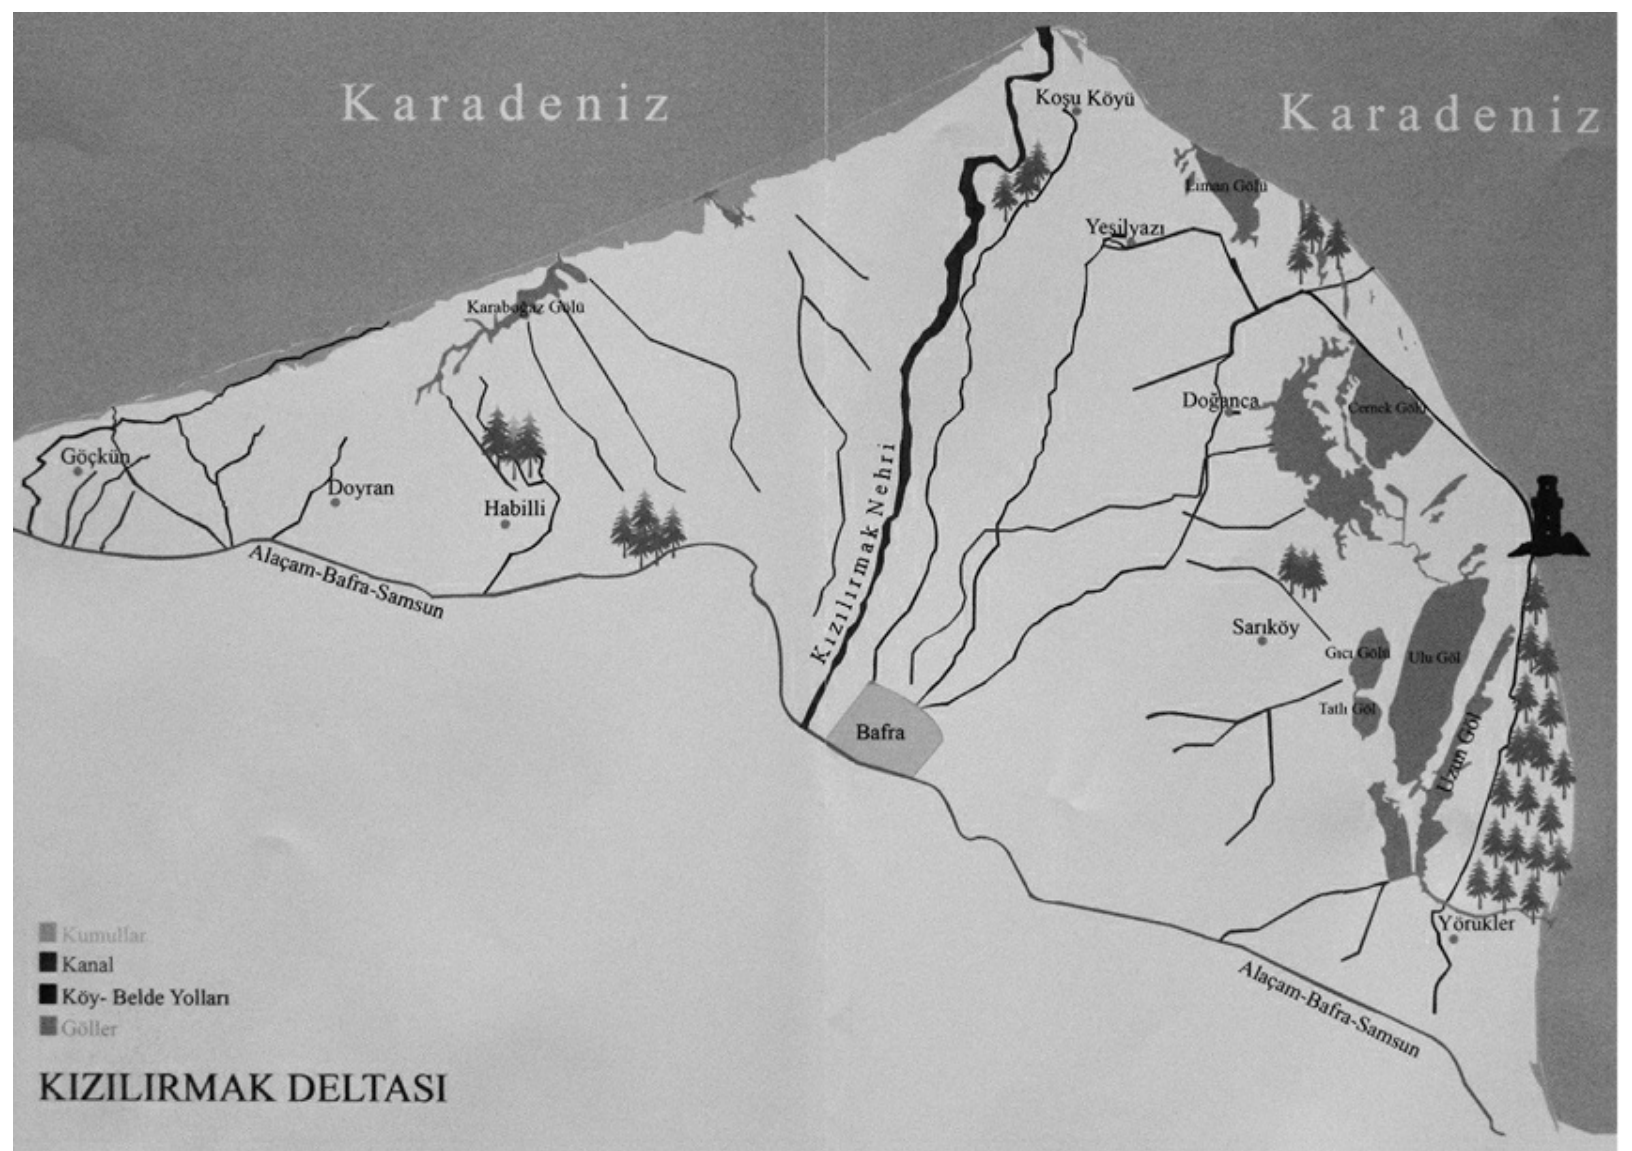 Karadeniz
Karadeniz
Koşu Köyü
Liman Gölü
Yeşilyazı
Karaboğaz Gölü
Doğanca
Cernek Gölü
Göçkün
Doyran
Habilli
Kızılırmak Nehri
Alaçam-Bafra-Samsun
Sarıköy
Gıcı Gölü
Ulu Göl
Tatlı Göl
Uzun Göl
Bafra
Yörükler
Alaçam-Bafra-Samsun
Kumullar
Kanal
Köy- Belde Yolları
Göller
KIZILIRMAK DELTASI